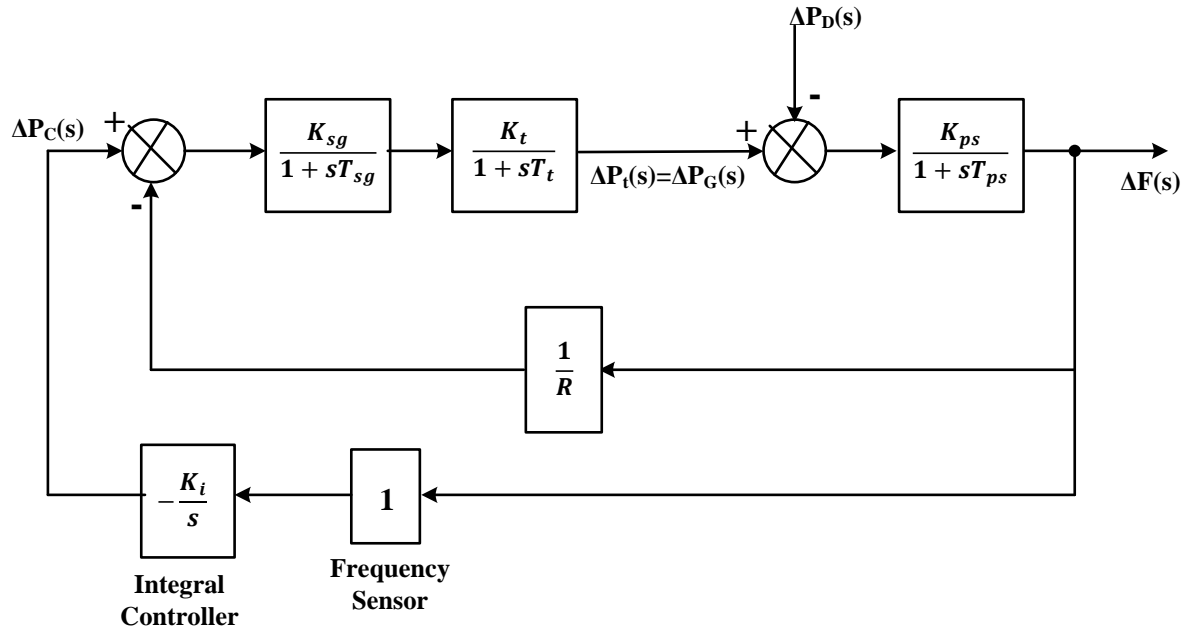 ΔP_D(s)
-
ΔP_C(s)
+
-
K_sg
1 + sT_sg
K_t
1 + sT_t
+
ΔP_t(s)=ΔP_G(s)
K_ps
1 + sT_ps
ΔF(s)
1
R
-
K_i
s
1
Integral
Controller
Frequency
Sensor